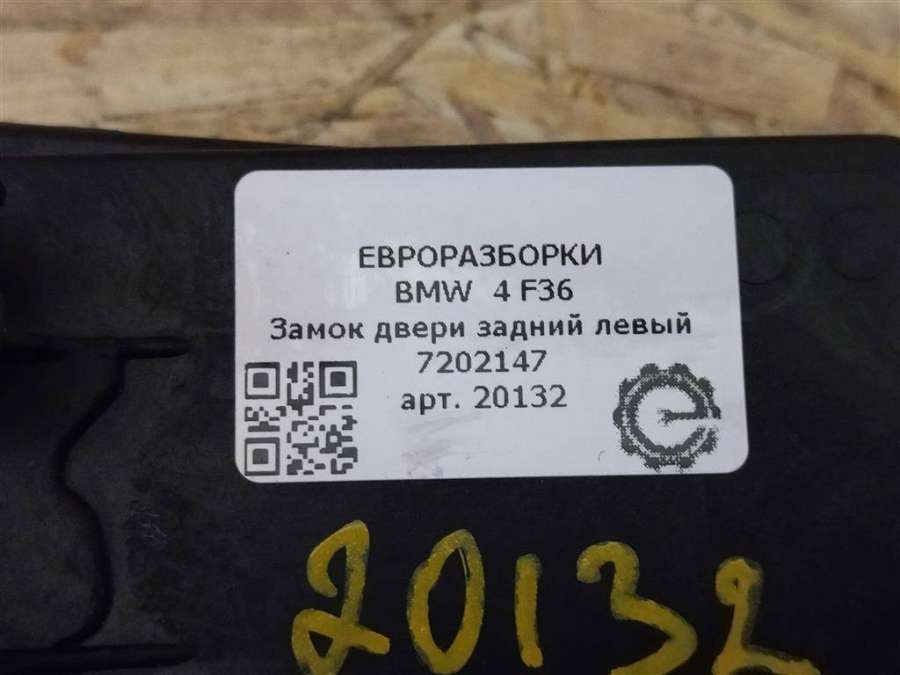 ЕВРОРАЗБОРКИ
BMW 4 F36
Замок двери задний левый
7202147
арт. 20132
20132